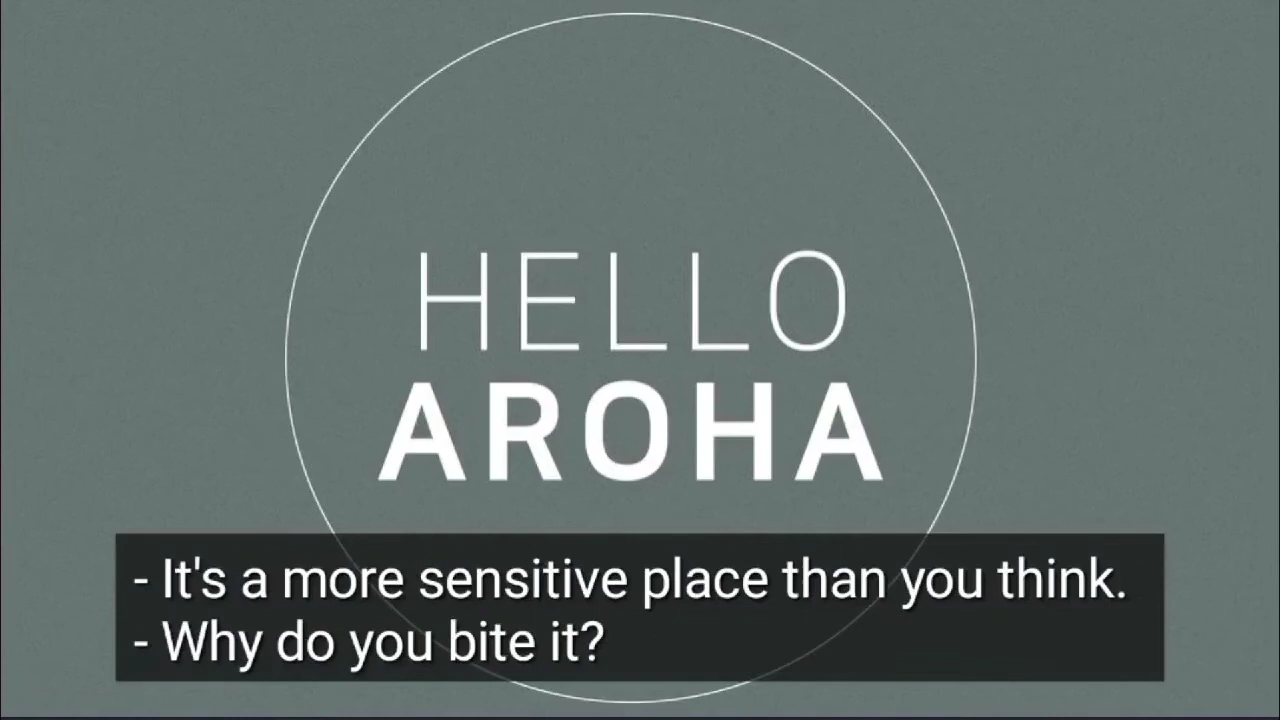 HELLO
AROHA
- It's a more sensitive place than you think.
- Why do you bite it?